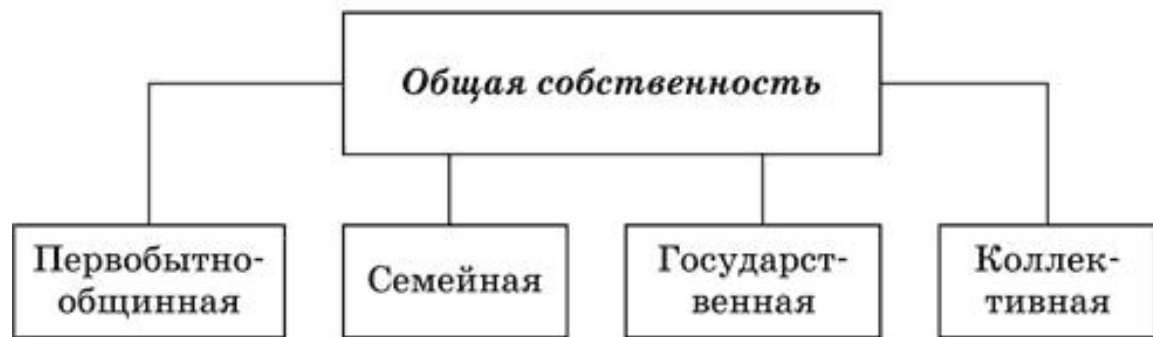 Общая собственность
Первобытно-
общинная
Семейная
Государст-
венная
Коллек-
тивная